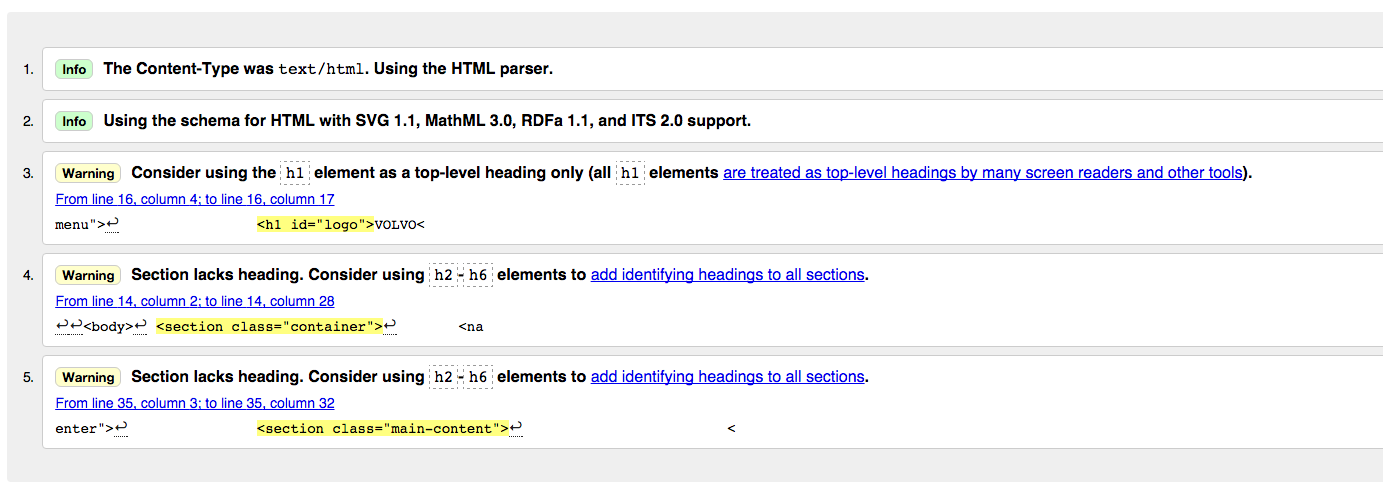 1. Info The Content-Type was text/html. Using the HTML parser.
2. Info Using the schema for HTML with SVG 1.1, MathML 3.0, RDFa 1.1, and ITS 2.0 support.
3. Warning Consider using the h1 element as a top-level heading only (all h1 elements are treated as top-level headings by many screen readers and other tools).
From line 16, column 4; to line 16, column 17
menu">↩ <h1 id="logo">VOLVO<
4. Warning Section lacks heading. Consider using h2-h6 elements to add identifying headings to all sections.
From line 14, column 2; to line 14, column 28
↩↩<body>↩ <section class="container">↩ <na
5. Warning Section lacks heading. Consider using h2-h6 elements to add identifying headings to all sections.
From line 35, column 3; to line 35, column 32
enter">↩ <section class="main-content">↩ <